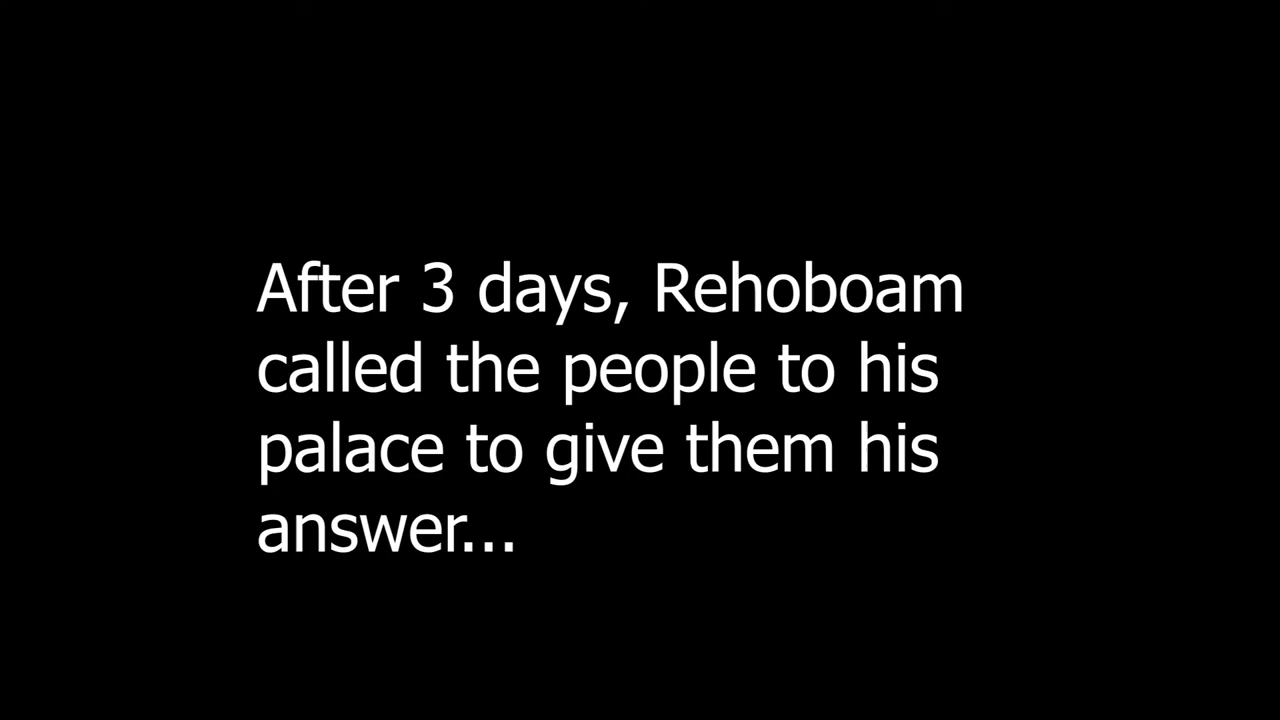 After 3 days, Rehoboam
called the people to his
palace to give them his
answer...